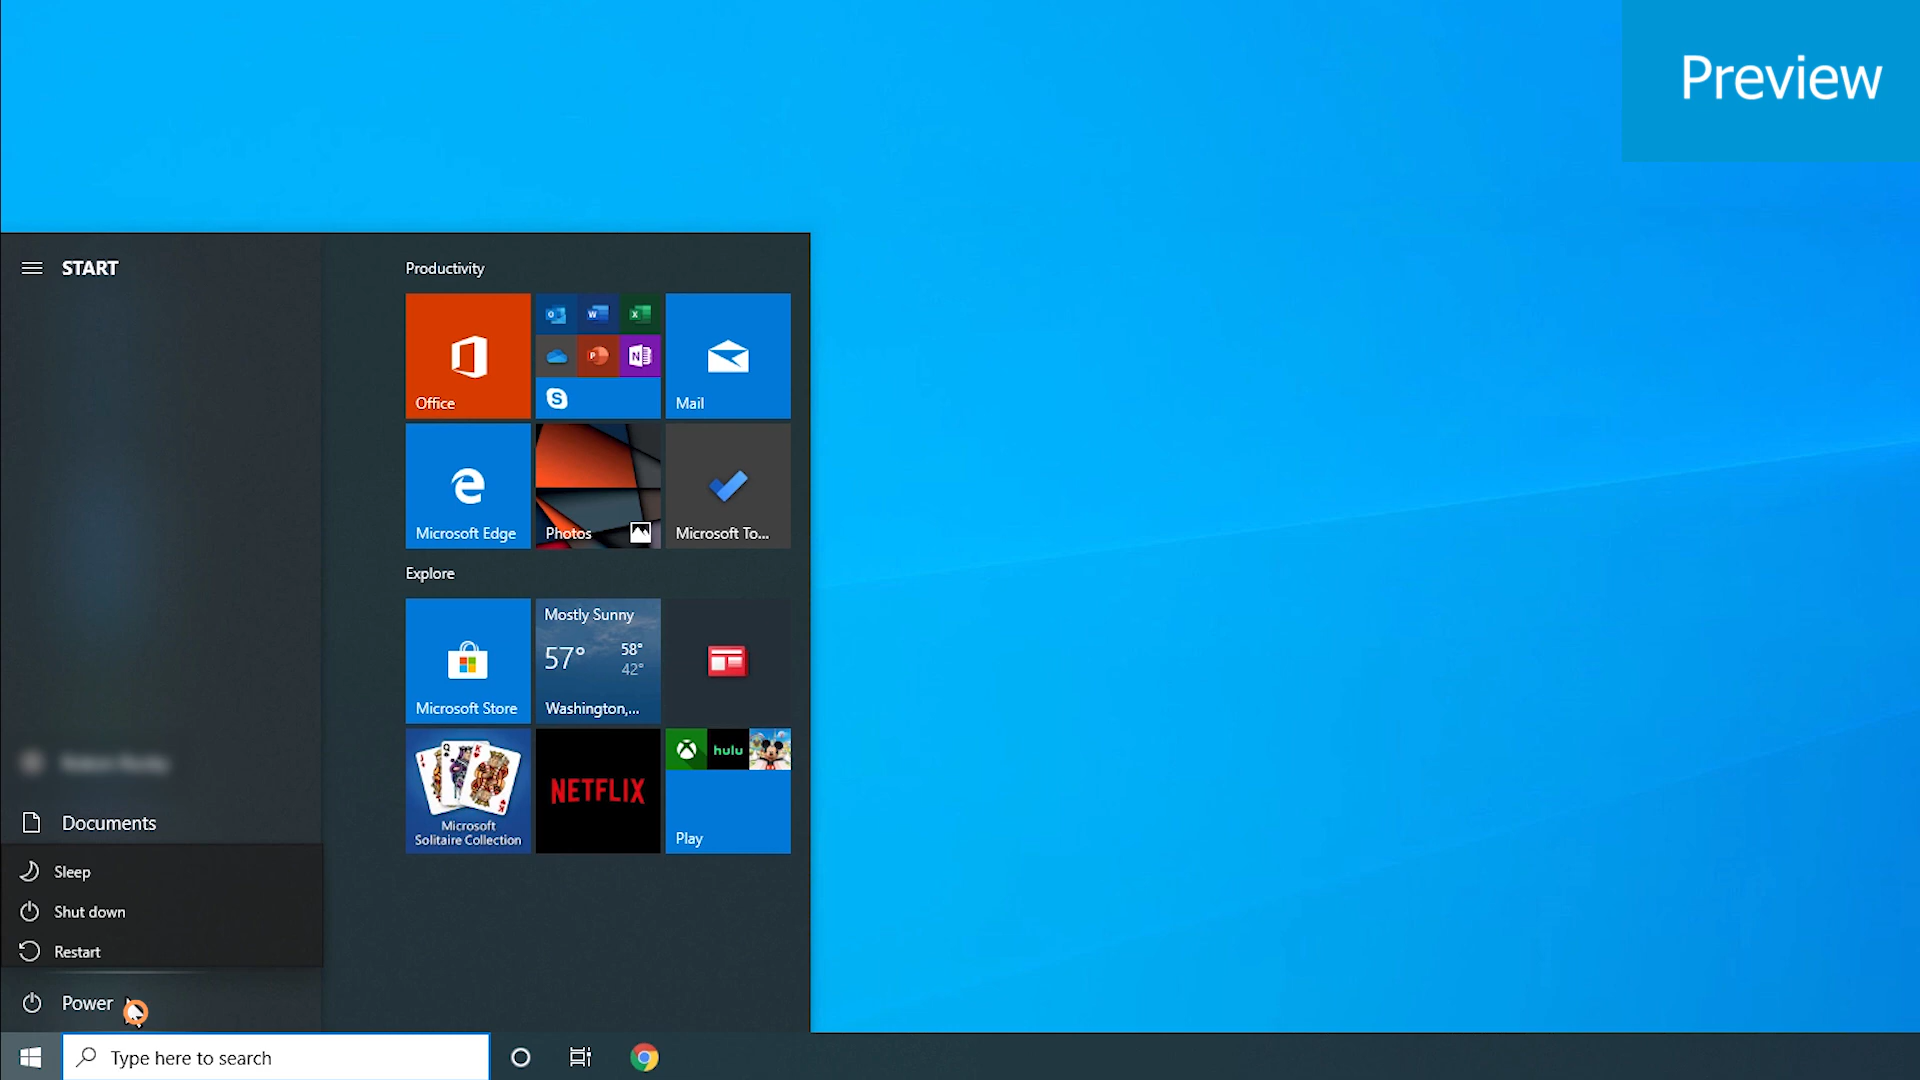 Preview
START
Productivity
Office
Mail
Microsoft Edge
Photos
Microsoft To...
Explore
Microsoft Store
Mostly Sunny
57°
58°
42°
Washington,...
Microsoft
Solitaire Collection
NETFLIX
hulu
Play
Documents
Sleep
Shut down
Restart
Power
Type here to search